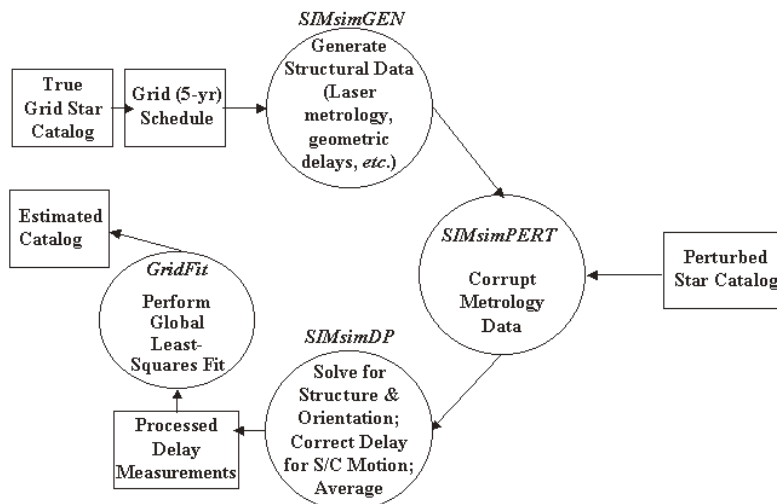 SIMsimGEN
Generate
Structural Data
(Laser
metrology,
geometric
delays, etc.)
True
Grid Star
Catalog
Grid (5-yr)
Schedule
Estimated
Catalog
SIMsimPERT
Corrupt
Metrology
Data
Perturbed
Star Catalog
GridFit
Perform
Global
Least-
Squares Fit
SIMsimDP
Solve for
Structure &
Orientation;
Correct Delay
for S/C Motion;
Average
Processed
Delay
Measurements